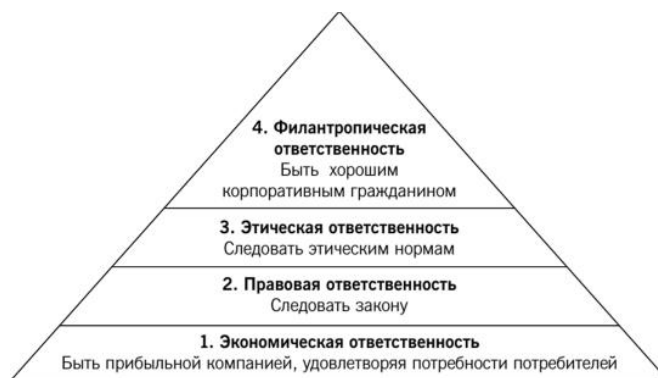 4. Филантропическая
ответственность
Быть хорошим
корпоративным гражданином
3. Этическая ответственность
Следовать этическим нормам
2. Правовая ответственность
Следовать закону
1. Экономическая ответственность
Быть прибыльной компанией, удовлетворяя потребности потребителей